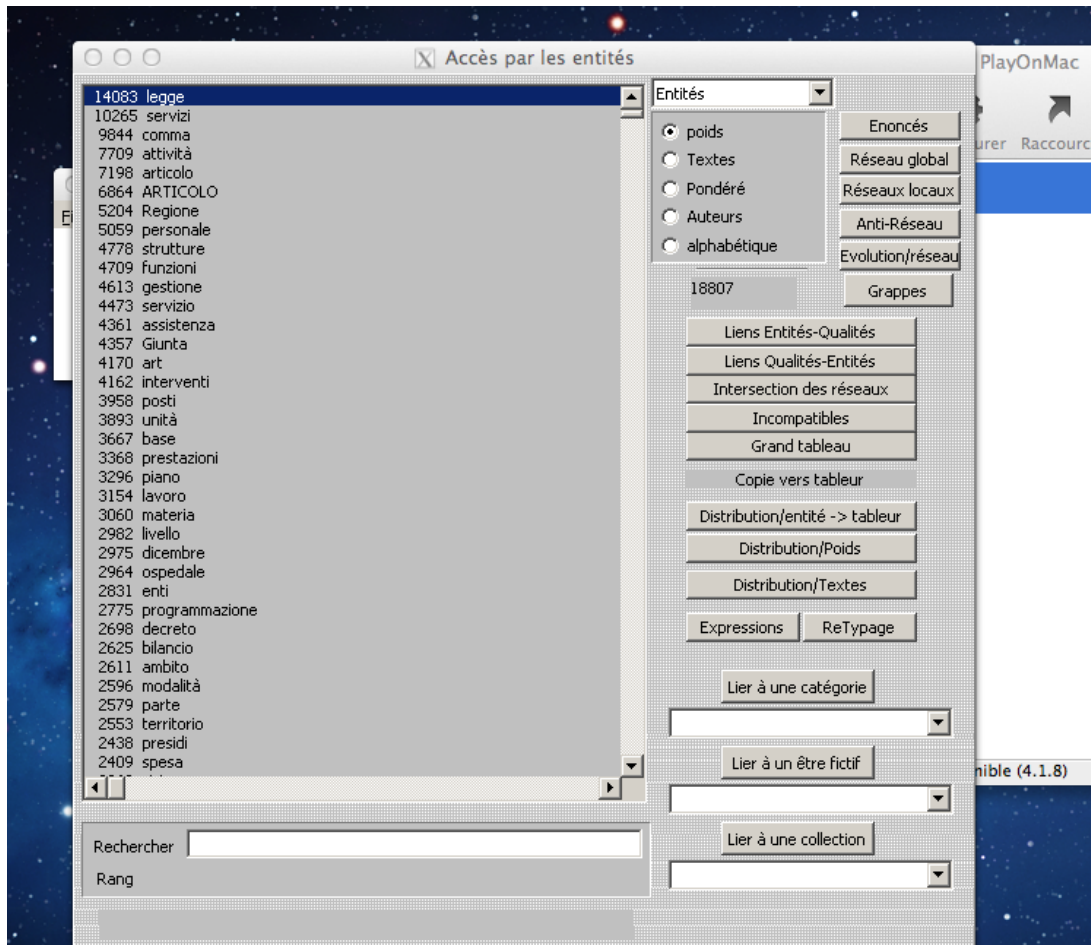 Accès par les entités
PlayOnMac
14083 legge
10265 servizi
9844 comma
7709 attività
7198 articolo
6864 ARTICOLO
5204 Regione
5059 personale
4778 strutture
4709 funzioni
4613 gestione
4473 servizio
4361 assistenza
4357 Giunta
4170 art
4162 interventi
3958 posti
3893 unità
3667 base
3368 prestazioni
3296 piano
3154 lavoro
3060 materia
2982 livello
2975 dicembre
2964 ospedale
2831 enti
2775 programmazione
2698 decreto
2625 bilancio
2611 ambito
2596 modalità
2579 parte
2553 territorio
2438 presidi
2409 spesa
Entités
poids
Textes
Pondéré
Auteurs
alphabétique
Enoncés
Réseau global
Réseaux locaux
Anti-Réseau
Evolution/réseau
18807
Grappes
Liens Entités-Qualités
Liens Qualités-Entités
Intersection des réseaux
Incompatibles
Grand tableau
Copie vers tableur
Distribution/entité -> tableur
Distribution/Poids
Distribution/Textes
Expressions
ReTypage
Lier à une catégorie
Lier à un être fictif
Lier à une collection
Rechercher
Rang
urer
Raccourc
nible (4.1.8)